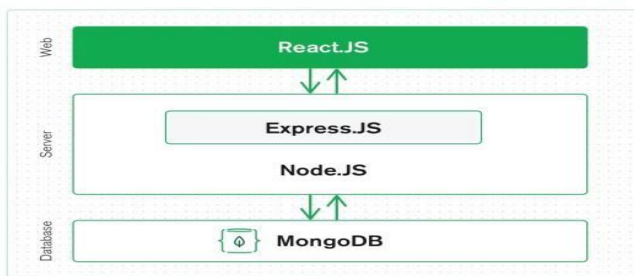 Web
React.JS
Server
Express.JS
Node.JS
Database
MongoDB